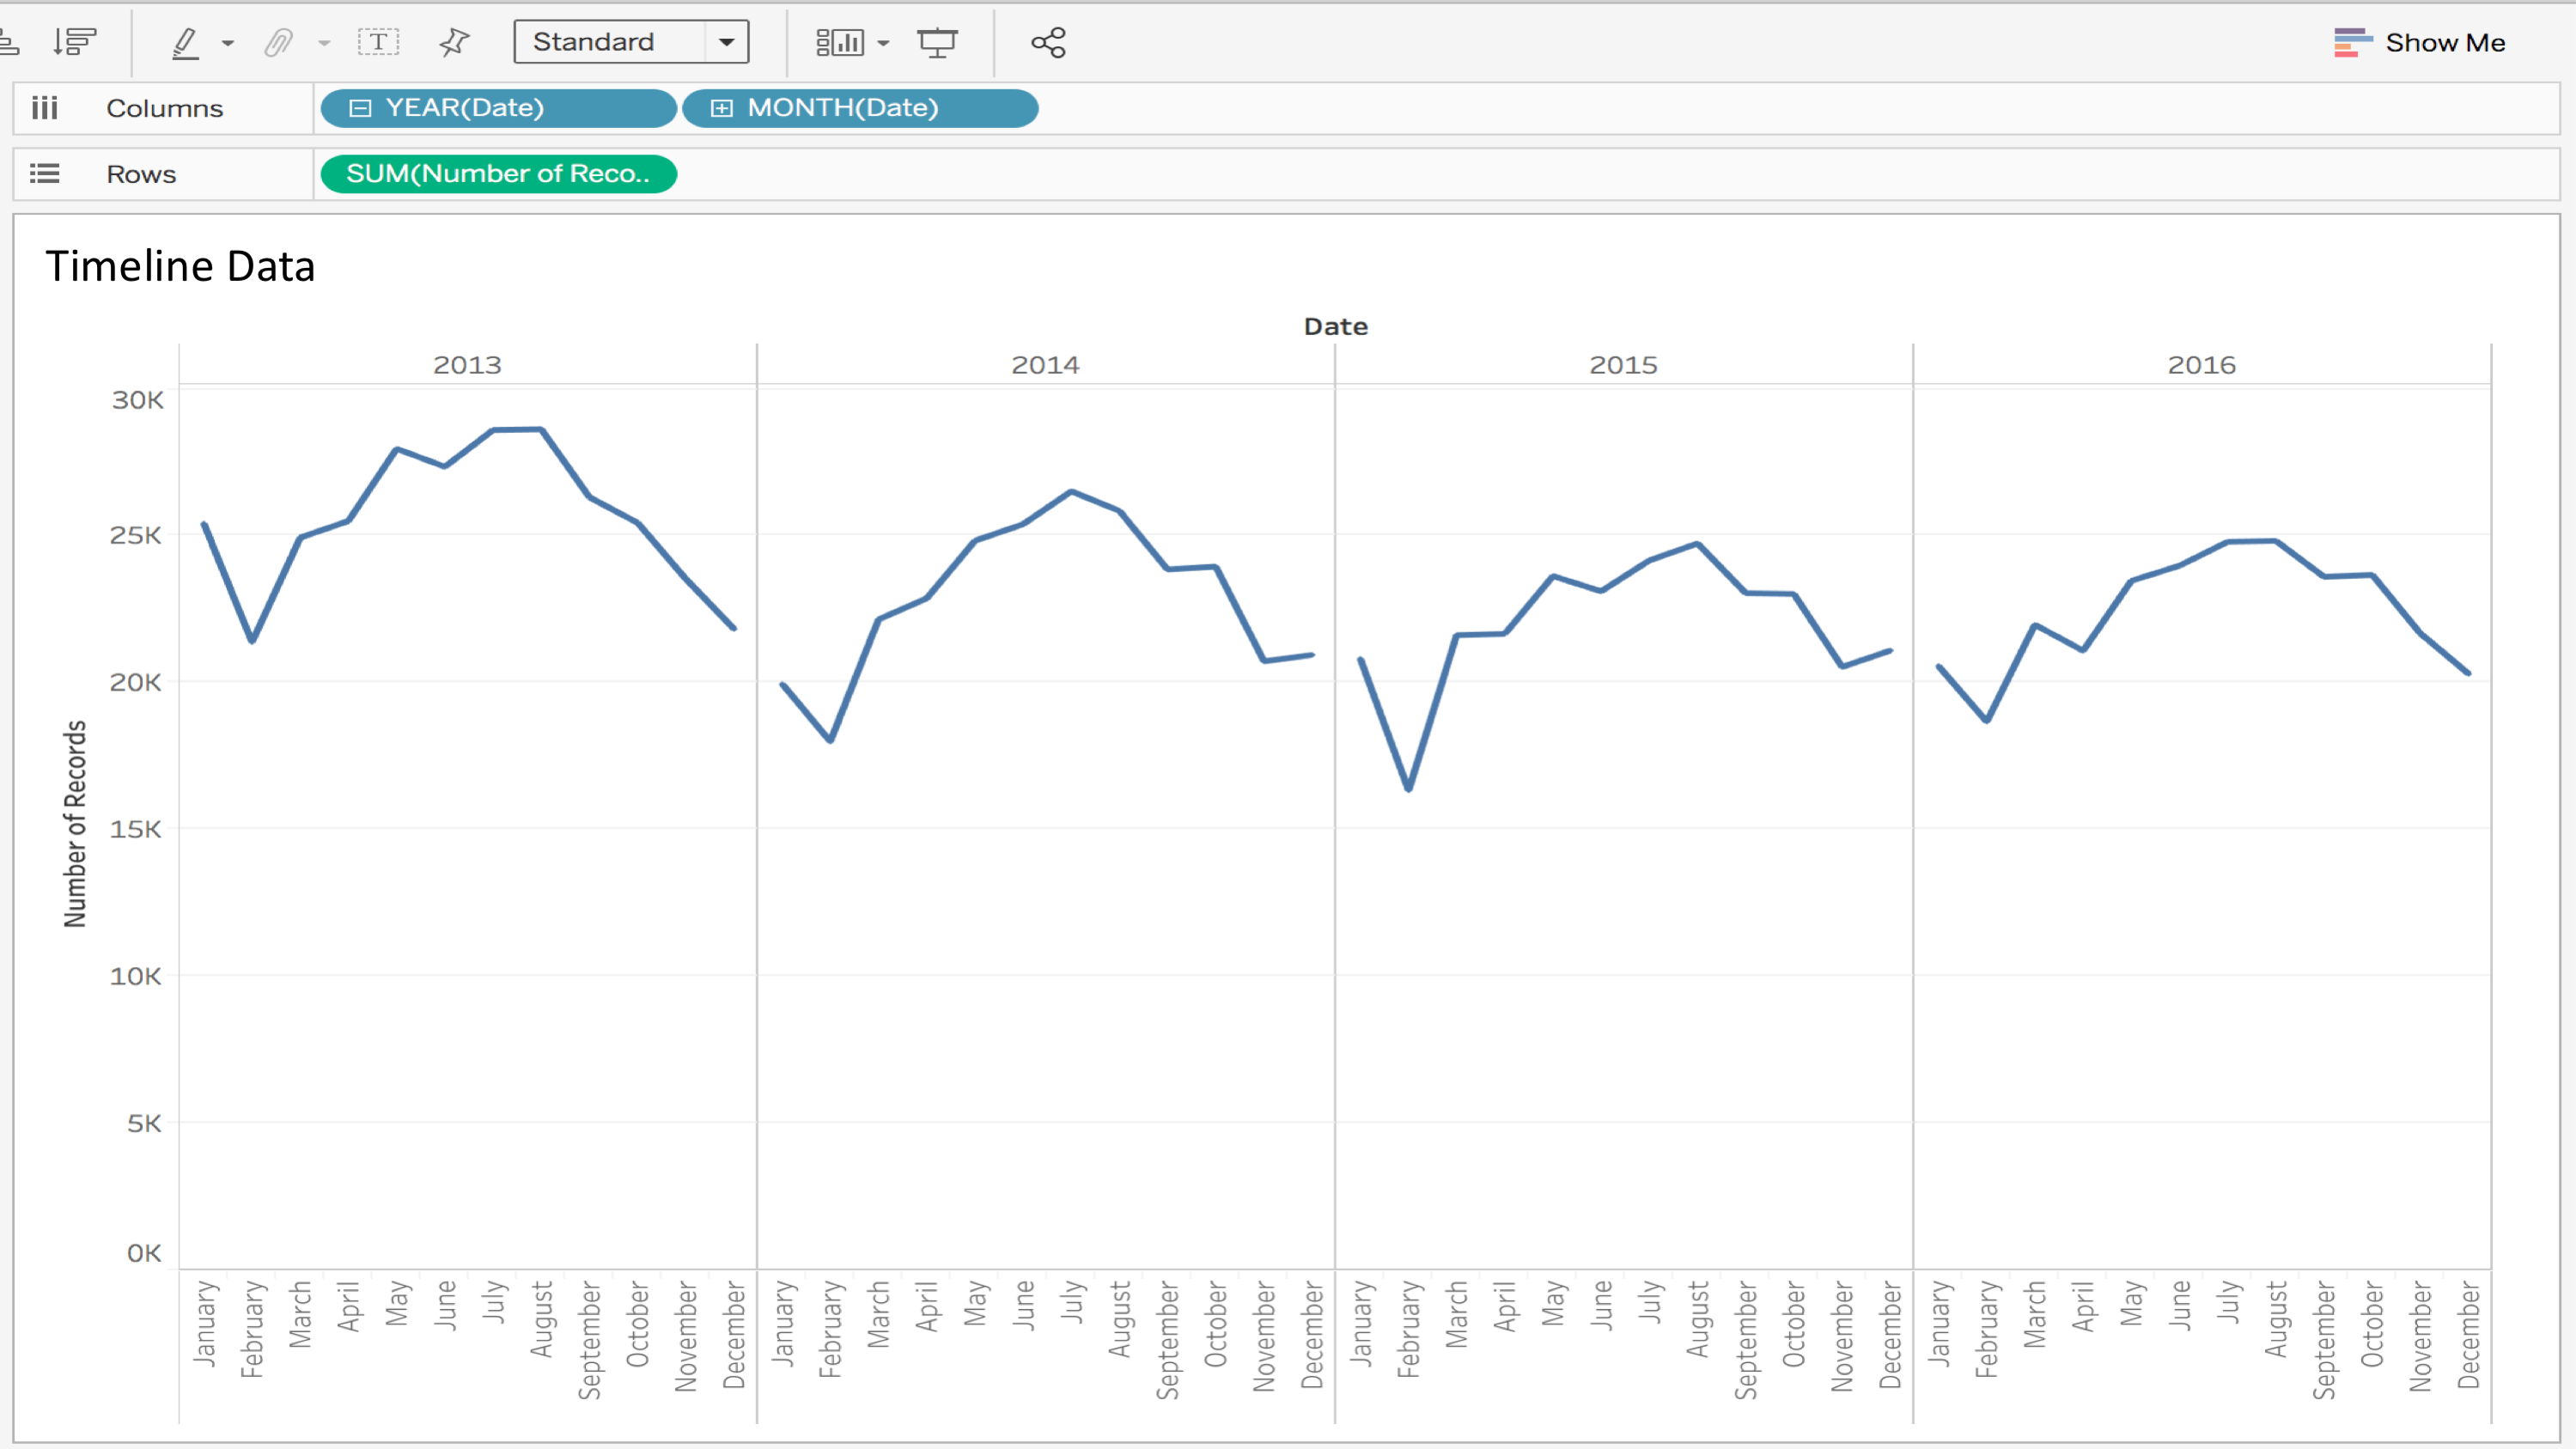 T Standard Show Me
Columns YEAR(Date) MONTH(Date)
Rows SUM(Number of Reco..
Timeline Data
Date
2013 2014 2015 2016
30K
25K
20K
15K
10K
5K
0K
Number of Records
January February March April May June July August September October November December January February March April May June July August September October November December January February March April May June July August September October November December January February March April May June July August September October November December